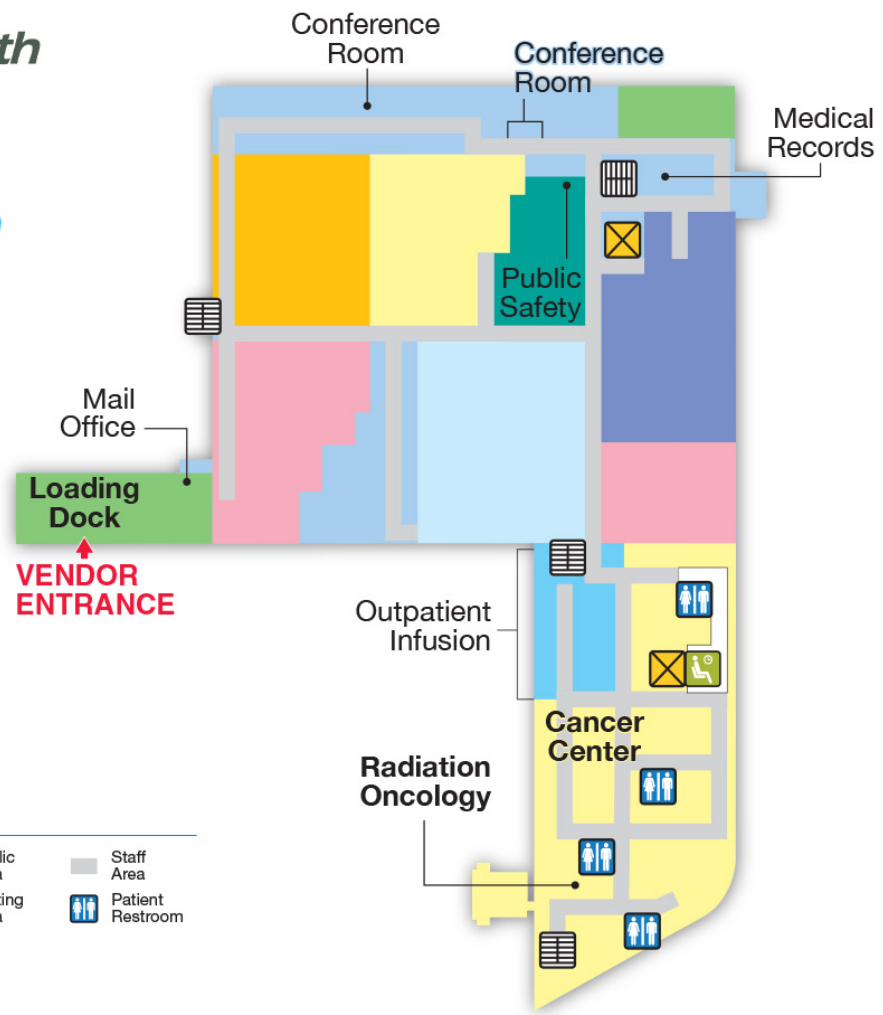 Conference
Room
Conference
Room
Medical
Records
Public
Safety
Mail
Office
Loading
Dock
VENDOR
ENTRANCE
Outpatient
Infusion
Cancer
Center
Radiation
Oncology
Staff
Area
Patient
Restroom